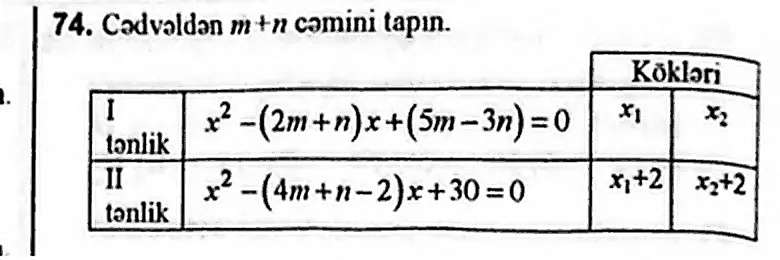 74. Cədvəldən m+n cəmini tapın.
Kökləri
I tənlik x² −(2m+n)x+(5m−3n)=0 x₁ x₂
II tənlik x² −(4m+n−2)x+30=0 x₁+2 x₂+2